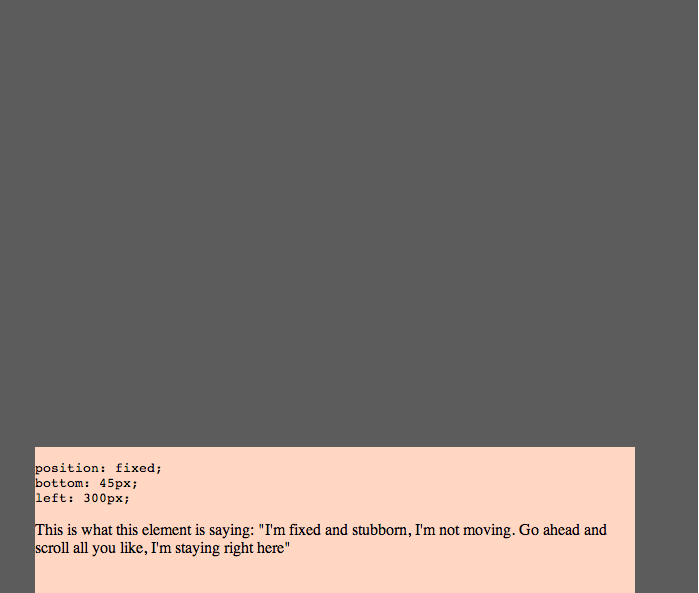 position: fixed;
bottom: 45px;
left: 300px;
This is what this element is saying: "I'm fixed and stubborn, I'm not moving. Go ahead and
scroll all you like, I'm staying right here"